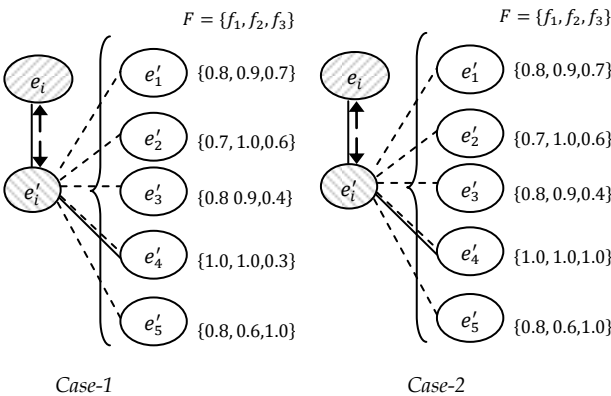 F = {f₁, f₂, f₃}
eᵢ
e′ᵢ
e′₁ {0.8, 0.9,0.7}
e′₂ {0.7, 1.0,0.6}
e′₃ {0.8 0.9,0.4}
e′₄ {1.0, 1.0,0.3}
e′₅ {0.8, 0.6,1.0}
Case-1
F = {f₁, f₂, f₃}
eᵢ
e′ᵢ
e′₁ {0.8, 0.9,0.7}
e′₂ {0.7, 1.0,0.6}
e′₃ {0.8, 0.9,0.4}
e′₄ {1.0, 1.0,1.0}
e′₅ {0.8, 0.6,1.0}
Case-2